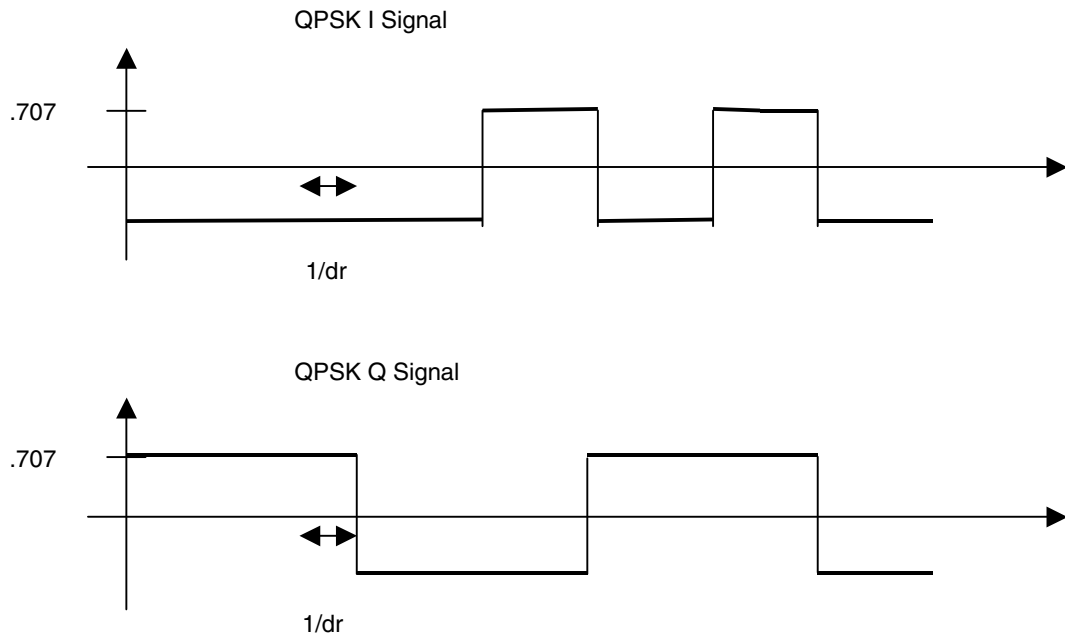 QPSK I Signal
.707
1/dr
QPSK Q Signal
.707
1/dr